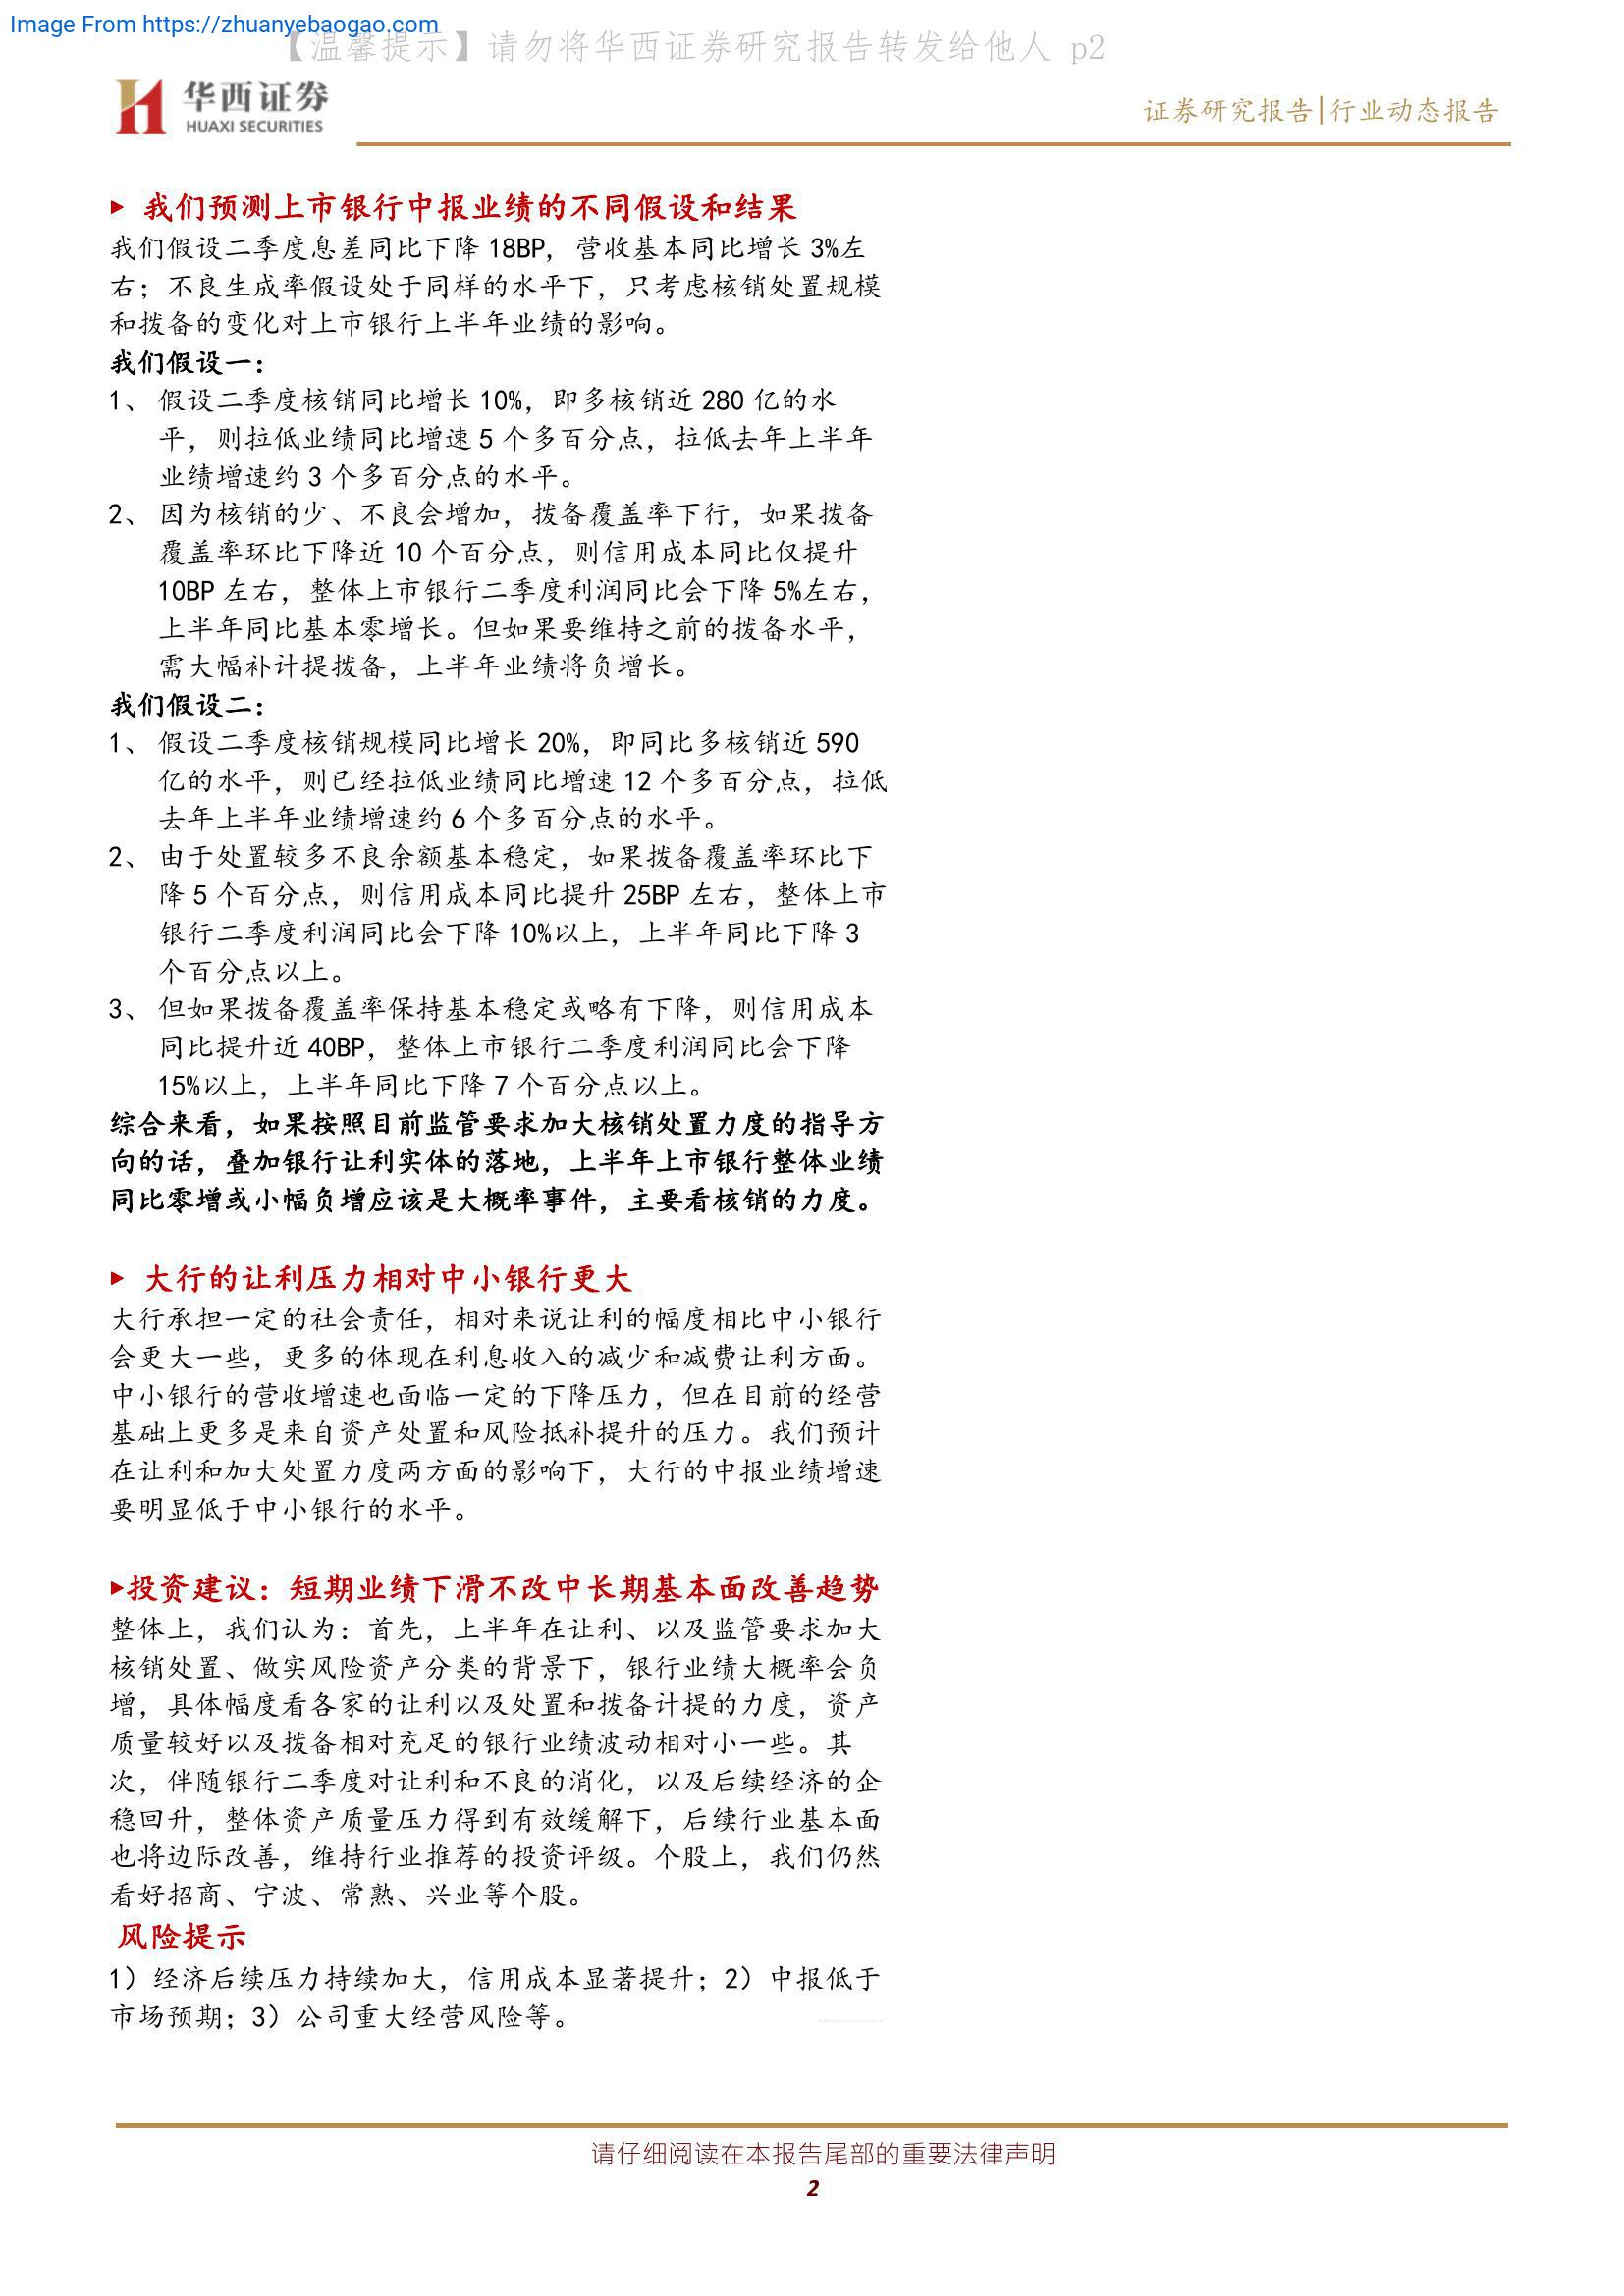 Image From https://zhuanyebaogao.com
【温馨提示】请勿将华西证券研究报告转发给他人 p2
华西证券
HUAXI SECURITIES
证券研究报告|行业动态报告
▸ 我们预测上市银行中报业绩的不同假设和结果
我们假设二季度息差同比下降 18BP，营收基本同比增长 3%左
右；不良生成率假设处于同样的水平下，只考虑核销处置规模
和拨备的变化对上市银行上半年业绩的影响。
我们假设一：
1、 假设二季度核销同比增长 10%，即多核销近 280 亿的水
平，则拉低业绩同比增速 5 个多百分点，拉低去年上半年
业绩增速约 3 个多百分点的水平。
2、 因为核销的少、不良会增加，拨备覆盖率下行，如果拨备
覆盖率环比下降近 10 个百分点，则信用成本同比仅提升
10BP 左右，整体上市银行二季度利润同比会下降 5%左右，
上半年同比基本零增长。但如果要维持之前的拨备水平，
需大幅补计提拨备，上半年业绩将负增长。
我们假设二：
1、 假设二季度核销规模同比增长 20%，即同比多核销近 590
亿的水平，则已经拉低业绩同比增速 12 个多百分点，拉低
去年上半年业绩增速约 6 个多百分点的水平。
2、 由于处置较多不良余额基本稳定，如果拨备覆盖率环比下
降 5 个百分点，则信用成本同比提升 25BP 左右，整体上市
银行二季度利润同比会下降 10%以上，上半年同比下降 3
个百分点以上。
3、 但如果拨备覆盖率保持基本稳定或略有下降，则信用成本
同比提升近 40BP，整体上市银行二季度利润同比会下降
15%以上，上半年同比下降 7 个百分点以上。
综合来看，如果按照目前监管要求加大核销处置力度的指导方
向的话，叠加银行让利实体的落地，上半年上市银行整体业绩
同比零增或小幅负增应该是大概率事件，主要看核销的力度。
▸ 大行的让利压力相对中小银行更大
大行承担一定的社会责任，相对来说让利的幅度相比中小银行
会更大一些，更多的体现在利息收入的减少和减费让利方面。
中小银行的营收增速也面临一定的下降压力，但在目前的经营
基础上更多是来自资产处置和风险抵补提升的压力。我们预计
在让利和加大处置力度两方面的影响下，大行的中报业绩增速
要明显低于中小银行的水平。
▸投资建议：短期业绩下滑不改中长期基本面改善趋势
整体上，我们认为：首先，上半年在让利、以及监管要求加大
核销处置、做实风险资产分类的背景下，银行业绩大概率会负
增，具体幅度看各家的让利以及处置和拨备计提的力度，资产
质量较好以及拨备相对充足的银行业绩波动相对小一些。其
次，伴随银行二季度对让利和不良的消化，以及后续经济的企
稳回升，整体资产质量压力得到有效缓解下，后续行业基本面
也将边际改善，维持行业推荐的投资评级。个股上，我们仍然
看好招商、宁波、常熟、兴业等个股。
风险提示
1）经济后续压力持续加大，信用成本显著提升；2）中报低于
市场预期；3）公司重大经营风险等。
请仔细阅读在本报告尾部的重要法律声明
2